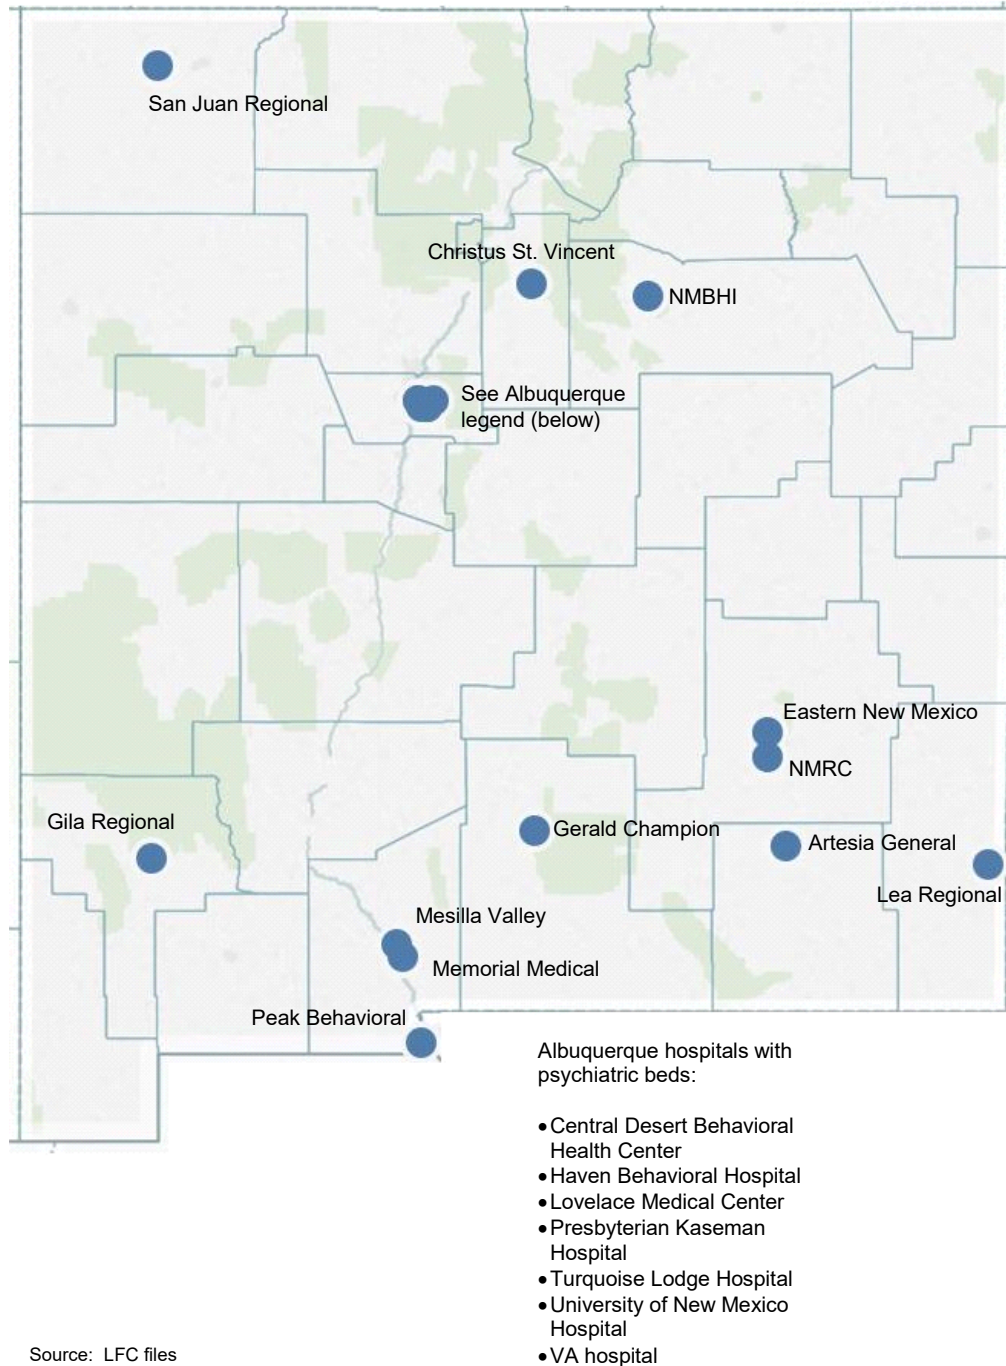 San Juan Regional
Christus St. Vincent
NMBHI
See Albuquerque
legend (below)
Eastern New Mexico
NMRC
Gila Regional
Gerald Champion
Artesia General
Lea Regional
Mesilla Valley
Memorial Medical
Peak Behavioral
Albuquerque hospitals with
psychiatric beds:
•Central Desert Behavioral
Health Center
•Haven Behavioral Hospital
•Lovelace Medical Center
•Presbyterian Kaseman
Hospital
•Turquoise Lodge Hospital
•University of New Mexico
Hospital
•VA hospital
Source: LFC files